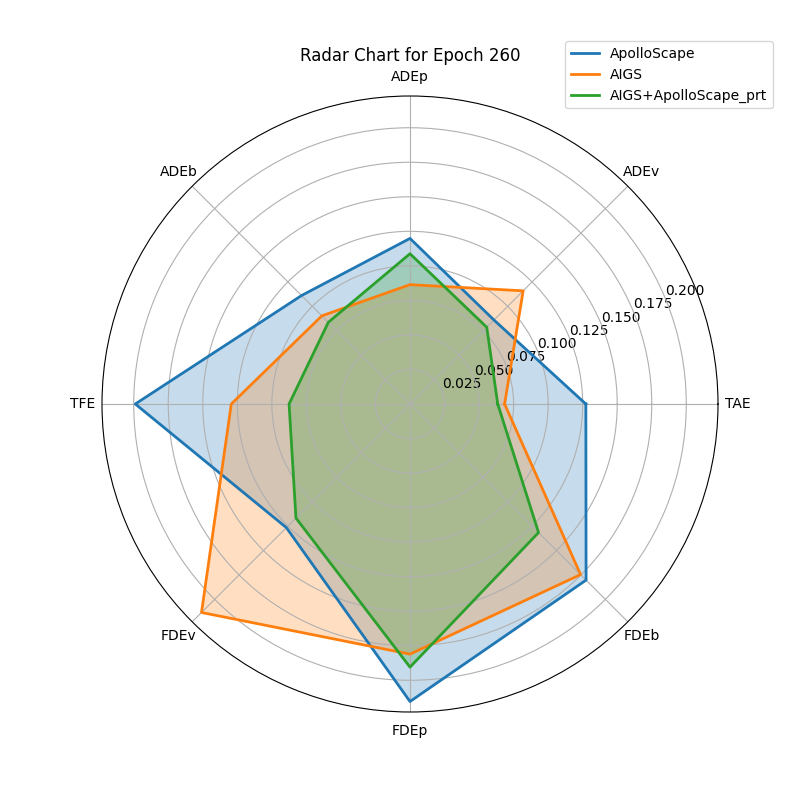 Radar Chart for Epoch 260
ApolloScape
AIGS
AIGS+ApolloScape_prt
ADEp
ADEb
ADEv
0.200
0.175
0.150
0.125
0.100
0.075
0.050
0.025
TFE
TAE
FDEv
FDEb
FDEp